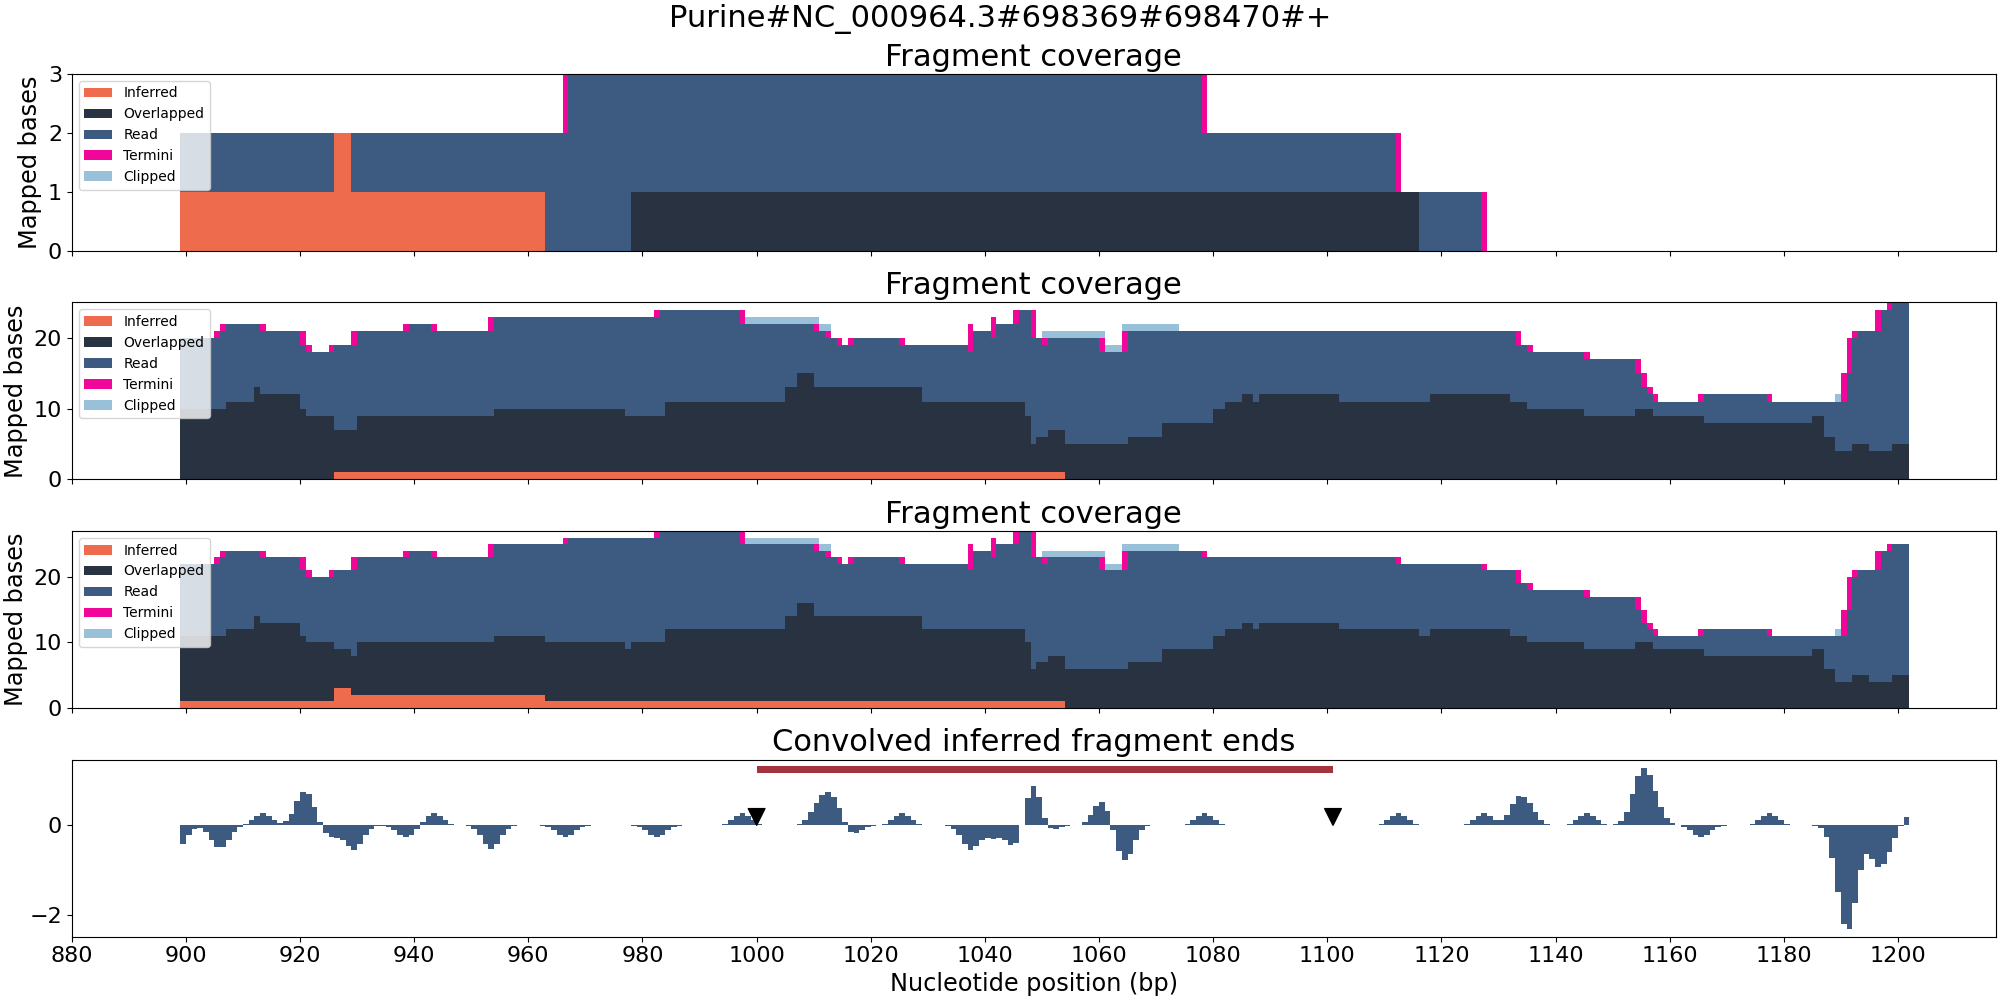 Purine#NC_000964.3#698369#698470#+
Fragment coverage
Mapped bases
3
2
1
0
Inferred
Overlapped
Read
Termini
Clipped
Fragment coverage
Mapped bases
20
10
0
Inferred
Overlapped
Read
Termini
Clipped
Fragment coverage
Mapped bases
20
10
0
Inferred
Overlapped
Read
Termini
Clipped
Convolved inferred fragment ends
0
−2
880 900 920 940 960 980 1000 1020 1040 1060 1080 1100 1120 1140 1160 1180 1200
Nucleotide position (bp)